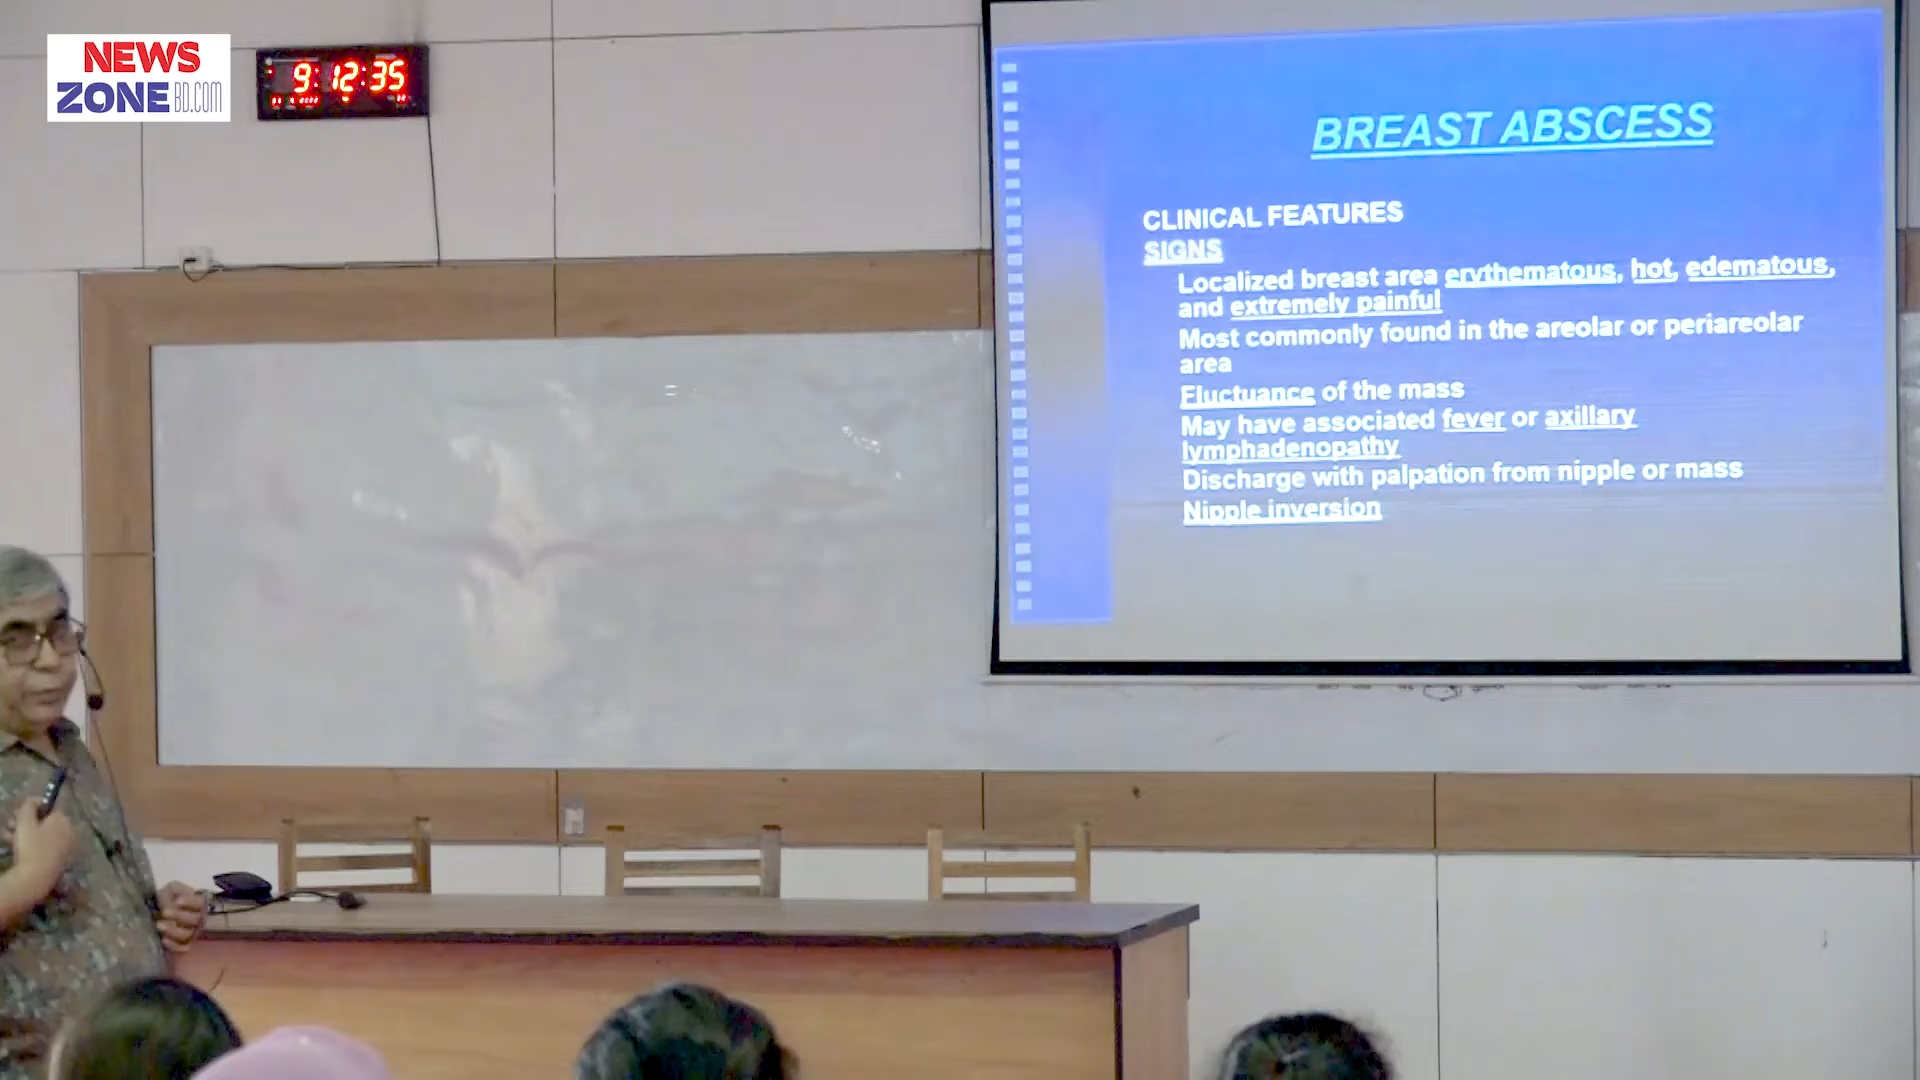 NEWS
ZONE BD.COM
9:12:35
BREAST ABSCESS
CLINICAL FEATURES
SIGNS
Localized breast area erythematous, hot, edematous,
and extremely painful
Most commonly found in the areolar or periareolar
area
Fluctuance of the mass
May have associated fever or axillary
lymphadenopathy
Discharge with palpation from nipple or mass
Nipple inversion